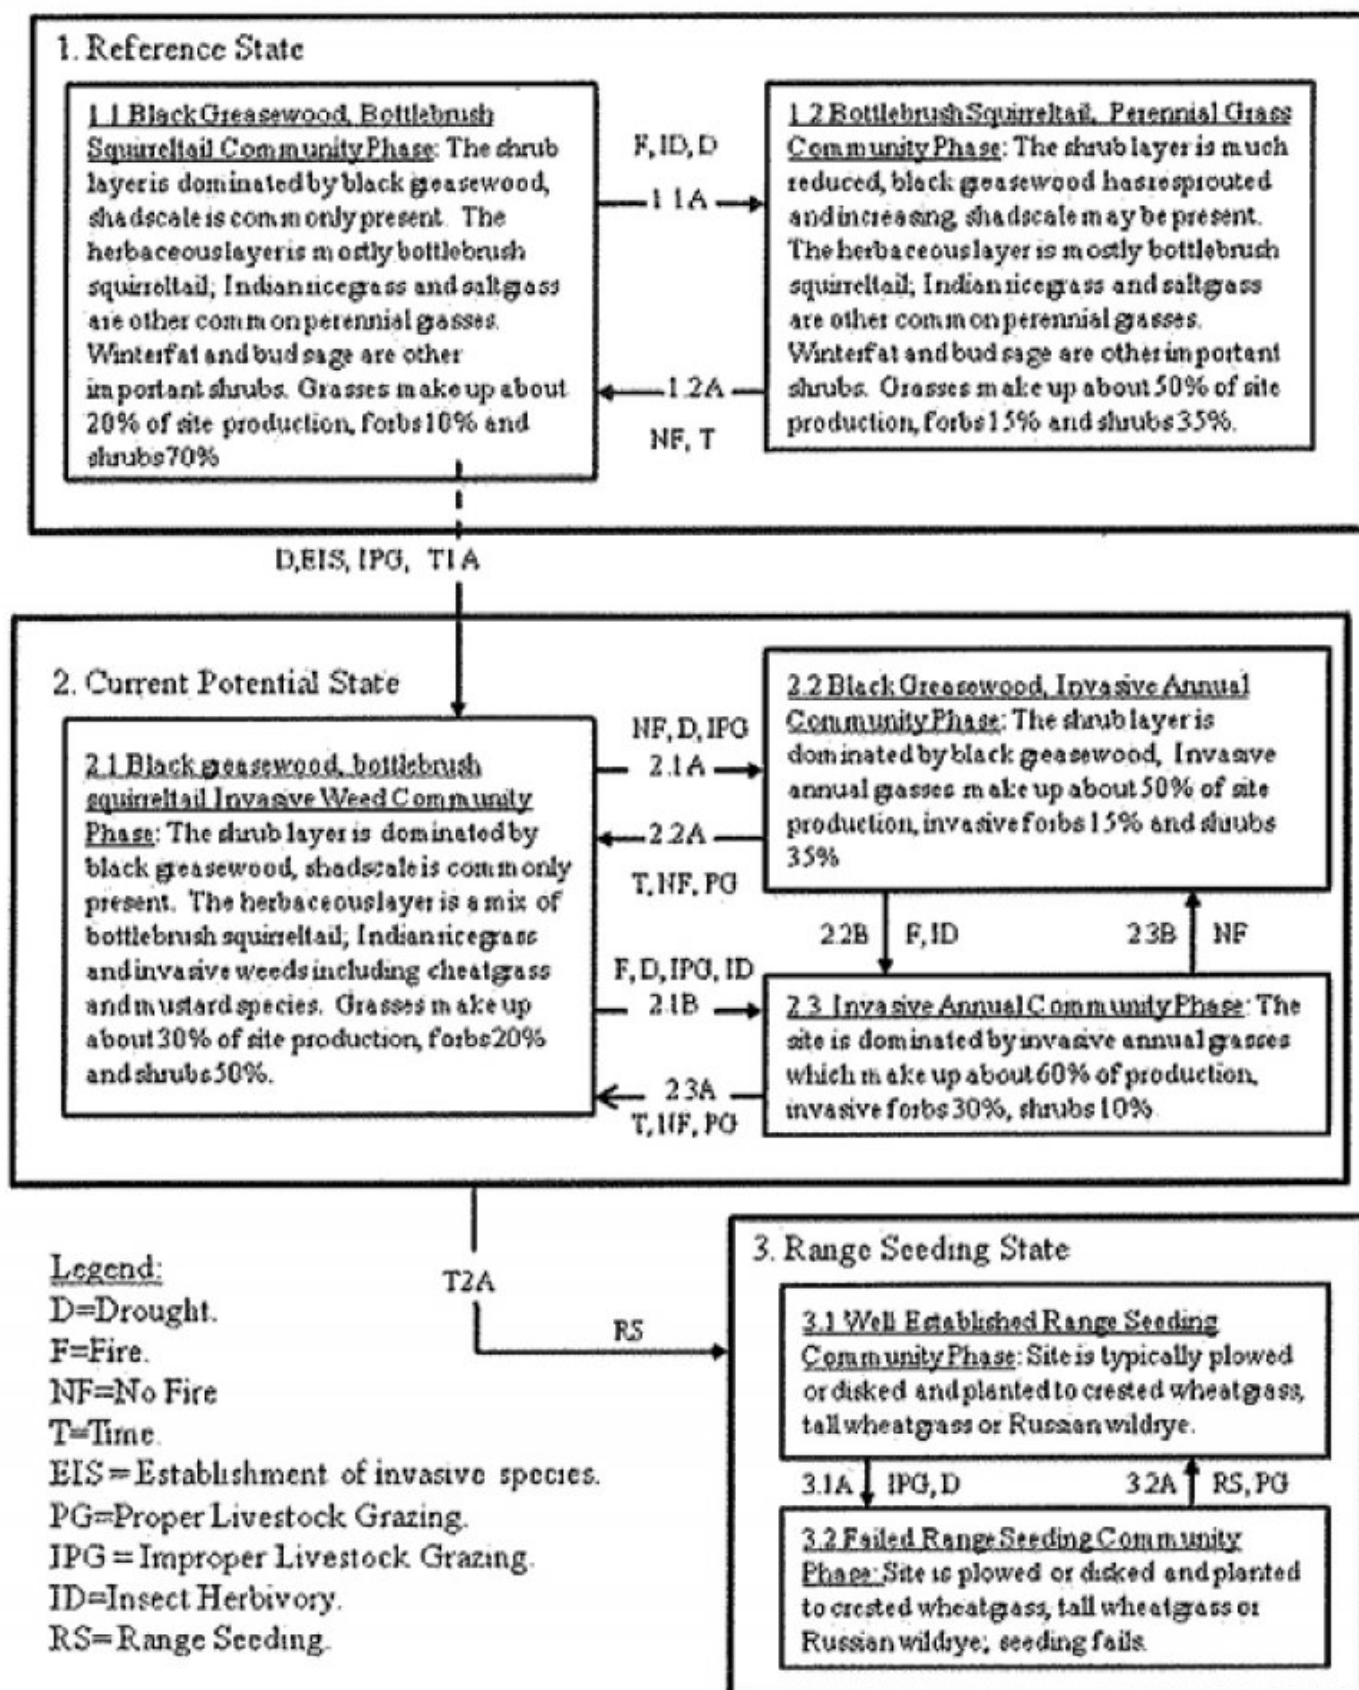 1. Reference State
1.1 Black Greasewood, Bottlebrush
Squirreltail Community Phase: The shrub
layer is dominated by black greasewood,
shadscale is commonly present. The
herbaceous layer is mostly bottlebrush
squirreltail; Indian ricegrass and saltgrass
are other common perennial grasses.
Winterfat and bud sage are other
important shrubs. Grasses make up about
20% of site production, forbs 10% and
shrubs 70%
F, ID, D
1.1A
1.2A
NF, T
1.2 Bottlebrush Squirreltail, Perennial Grass
Community Phase: The shrub layer is much
reduced, black greasewood has resprouted
and increasing, shadscale may be present.
The herbaceous layer is mostly bottlebrush
squirreltail; Indian ricegrass and saltgrass
are other common perennial grasses.
Winterfat and bud sage are other important
shrubs. Grasses make up about 50% of site
production, forbs 15% and shrubs 35%.
D,EIS, IPG, T1A
2. Current Potential State
2.1 Black greasewood, bottlebrush
squirreltail Invasive Weed Community
Phase: The shrub layer is dominated by
black greasewood, shadscale is commonly
present. The herbaceous layer is a mix of
bottlebrush squirreltail; Indian ricegrass
and invasive weeds including cheatgrass
and mustard species. Grasses make up
about 30% of site production, forbs 20%
and shrubs 50%.
NF, D, IPG
2.1A
2.2A
T, NF, PG
F, D, IPG, ID
2.1B
2.3A
T, NF, PG
2.2 Black Greasewood, Invasive Annual
Community Phase: The shrub layer is
dominated by black greasewood, Invasive
annual grasses make up about 50% of site
production, invasive forbs 15% and shrubs
35%
2.2B F, ID 2.3B NF
2.3 Invasive Annual Community Phase: The
site is dominated by invasive annual grasses
which make up about 60% of production,
invasive forbs 30%, shrubs 10%
T2A
RS
Legend:
D=Drought.
F=Fire.
NF=No Fire
T=Time.
EIS=Establishment of invasive species.
PG=Proper Livestock Grazing.
IPG=Improper Livestock Grazing.
ID=Insect Herbivory.
RS=Range Seeding.
3. Range Seeding State
3.1 Well Established Range Seeding
Community Phase: Site is typically plowed
or disked and planted to crested wheatgrass,
tall wheatgrass or Russian wildrye.
3.1A IPG, D 3.2A RS, PG
3.2 Failed Range Seeding Community
Phase: Site is plowed or disked and planted
to crested wheatgrass, tall wheatgrass or
Russian wildrye; seeding fails.